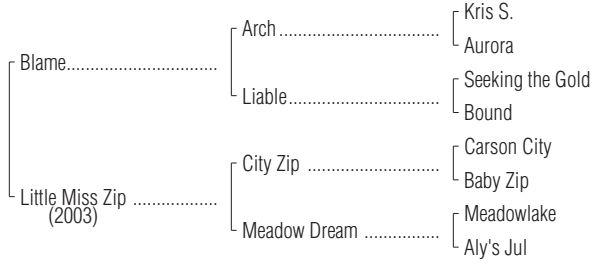 Kris S.
Arch
Aurora
Blame
Seeking the Gold
Liable
Bound
Carson City
City Zip
Baby Zip
Little Miss Zip
(2003)
Meadowlake
Meadow Dream
Aly's Jul